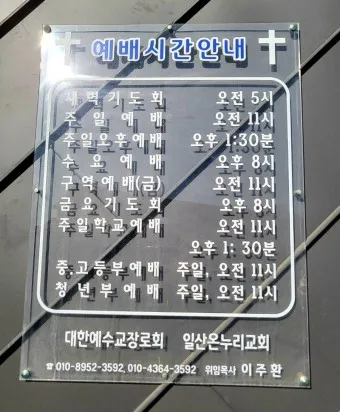 예배시간안내
새벽기도회 오전 5시
주일예배 오전 11시
주일오후예배 오후 1:30분
수요예배 오후 8시
구역예배(금) 오전 11시
금요기도회 오후 8시
주일학교예배 오전 11시
오후 1:30분
중.고등부예배 주일, 오전 11시
청년부예배 주일, 오전 11시
대한예수교장로회 일산온누리교회
☎010-8952-3592, 010-4364-3592 위임목사 이주환